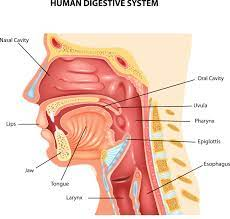 HUMAN DIGESTIVE SYSTEM
Nasal Cavity
Oral Cavity
Uvula
Lips
Pharynx
Epiglottis
Esophagus
Jaw
Tongue
Larynx